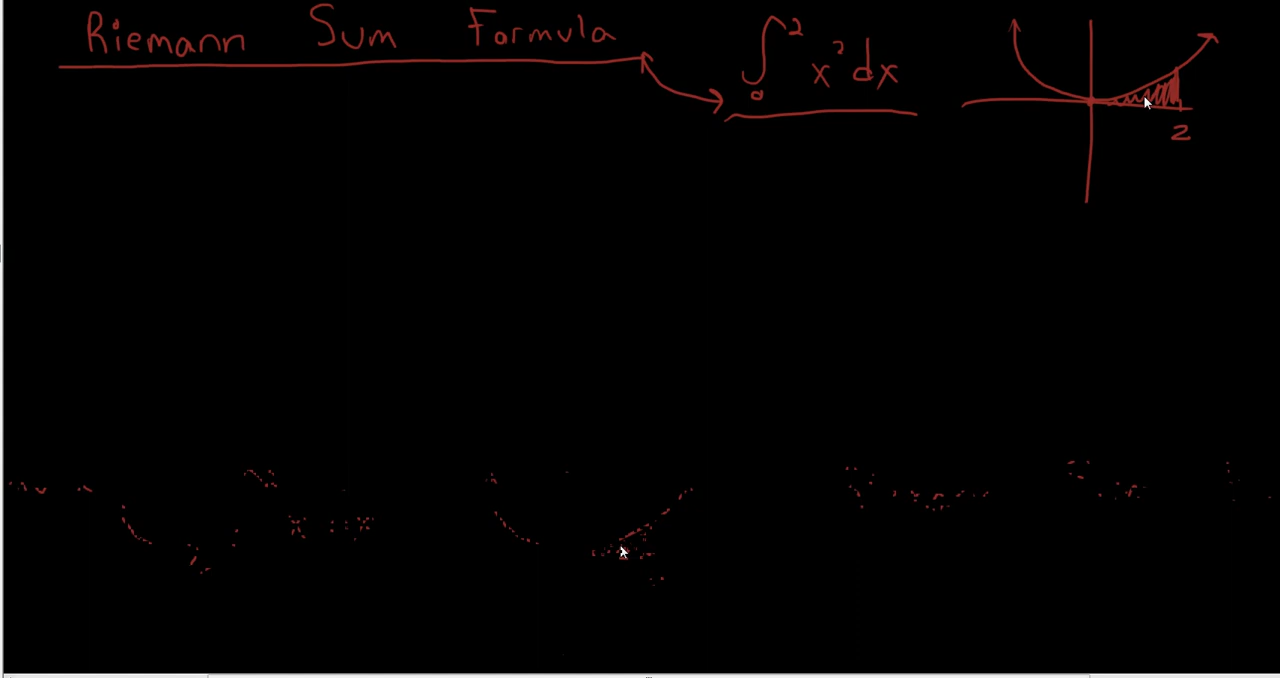 Riemann Sum Formula
∫₀² x² dx
2